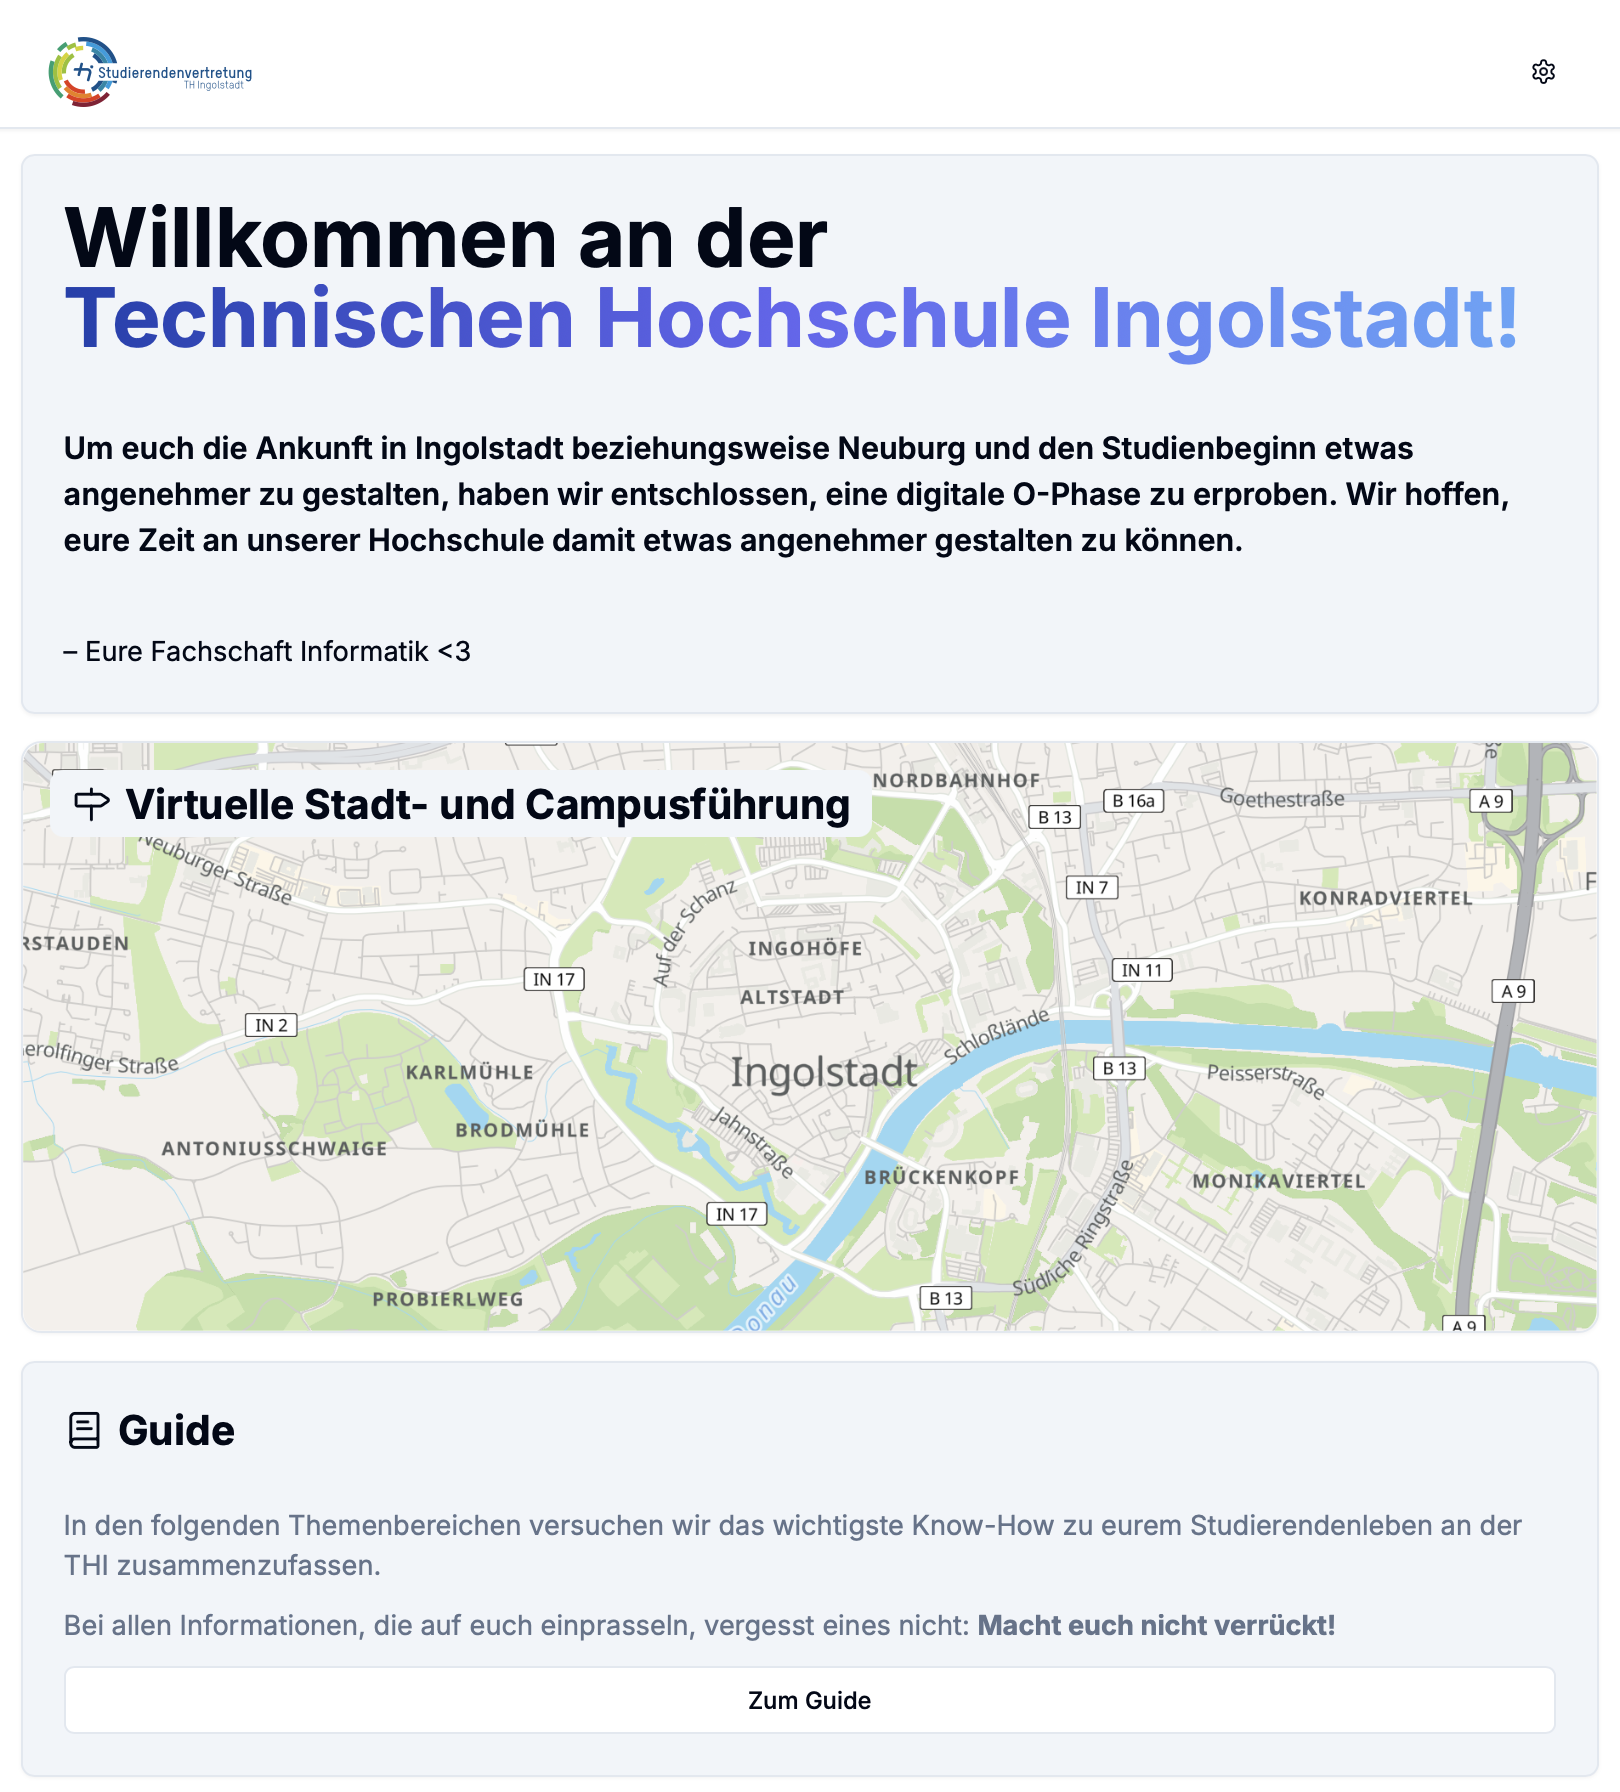 thi Studierendenvertretung
TH Ingolstadt
Willkommen an der
Technischen Hochschule Ingolstadt!
Um euch die Ankunft in Ingolstadt beziehungsweise Neuburg und den Studienbeginn etwas
angenehmer zu gestalten, haben wir entschlossen, eine digitale O-Phase zu erproben. Wir hoffen,
eure Zeit an unserer Hochschule damit etwas angenehmer gestalten zu können.
– Eure Fachschaft Informatik <3
Virtuelle Stadt- und Campusführung
NORDBAHNHOF
B 13
B 16a
Goethestraße
A 9
Neuburger Straße
IN 7
KONRADVIERTEL
Auf der Schanz
RSTAUDEN
INGOHÖFE
IN 17
IN 11
ALTSTADT
A 9
IN 2
Schloßlände
erolfinger Straße
KARLMÜHLE
Ingolstadt
B 13
Peisserstraße
BRODMÜHLE
Jahnstraße
ANTONIUSSCHWAIGE
BRÜCKENKOPF
MONIKAVIERTEL
IN 17
Südliche Ringstraße
PROBIERLWEG
Donau
B 13
A 9
Guide
In den folgenden Themenbereichen versuchen wir das wichtigste Know-How zu eurem Studierendenleben an der
THI zusammenzufassen.
Bei allen Informationen, die auf euch einprasseln, vergesst eines nicht: Macht euch nicht verrückt!
Zum Guide